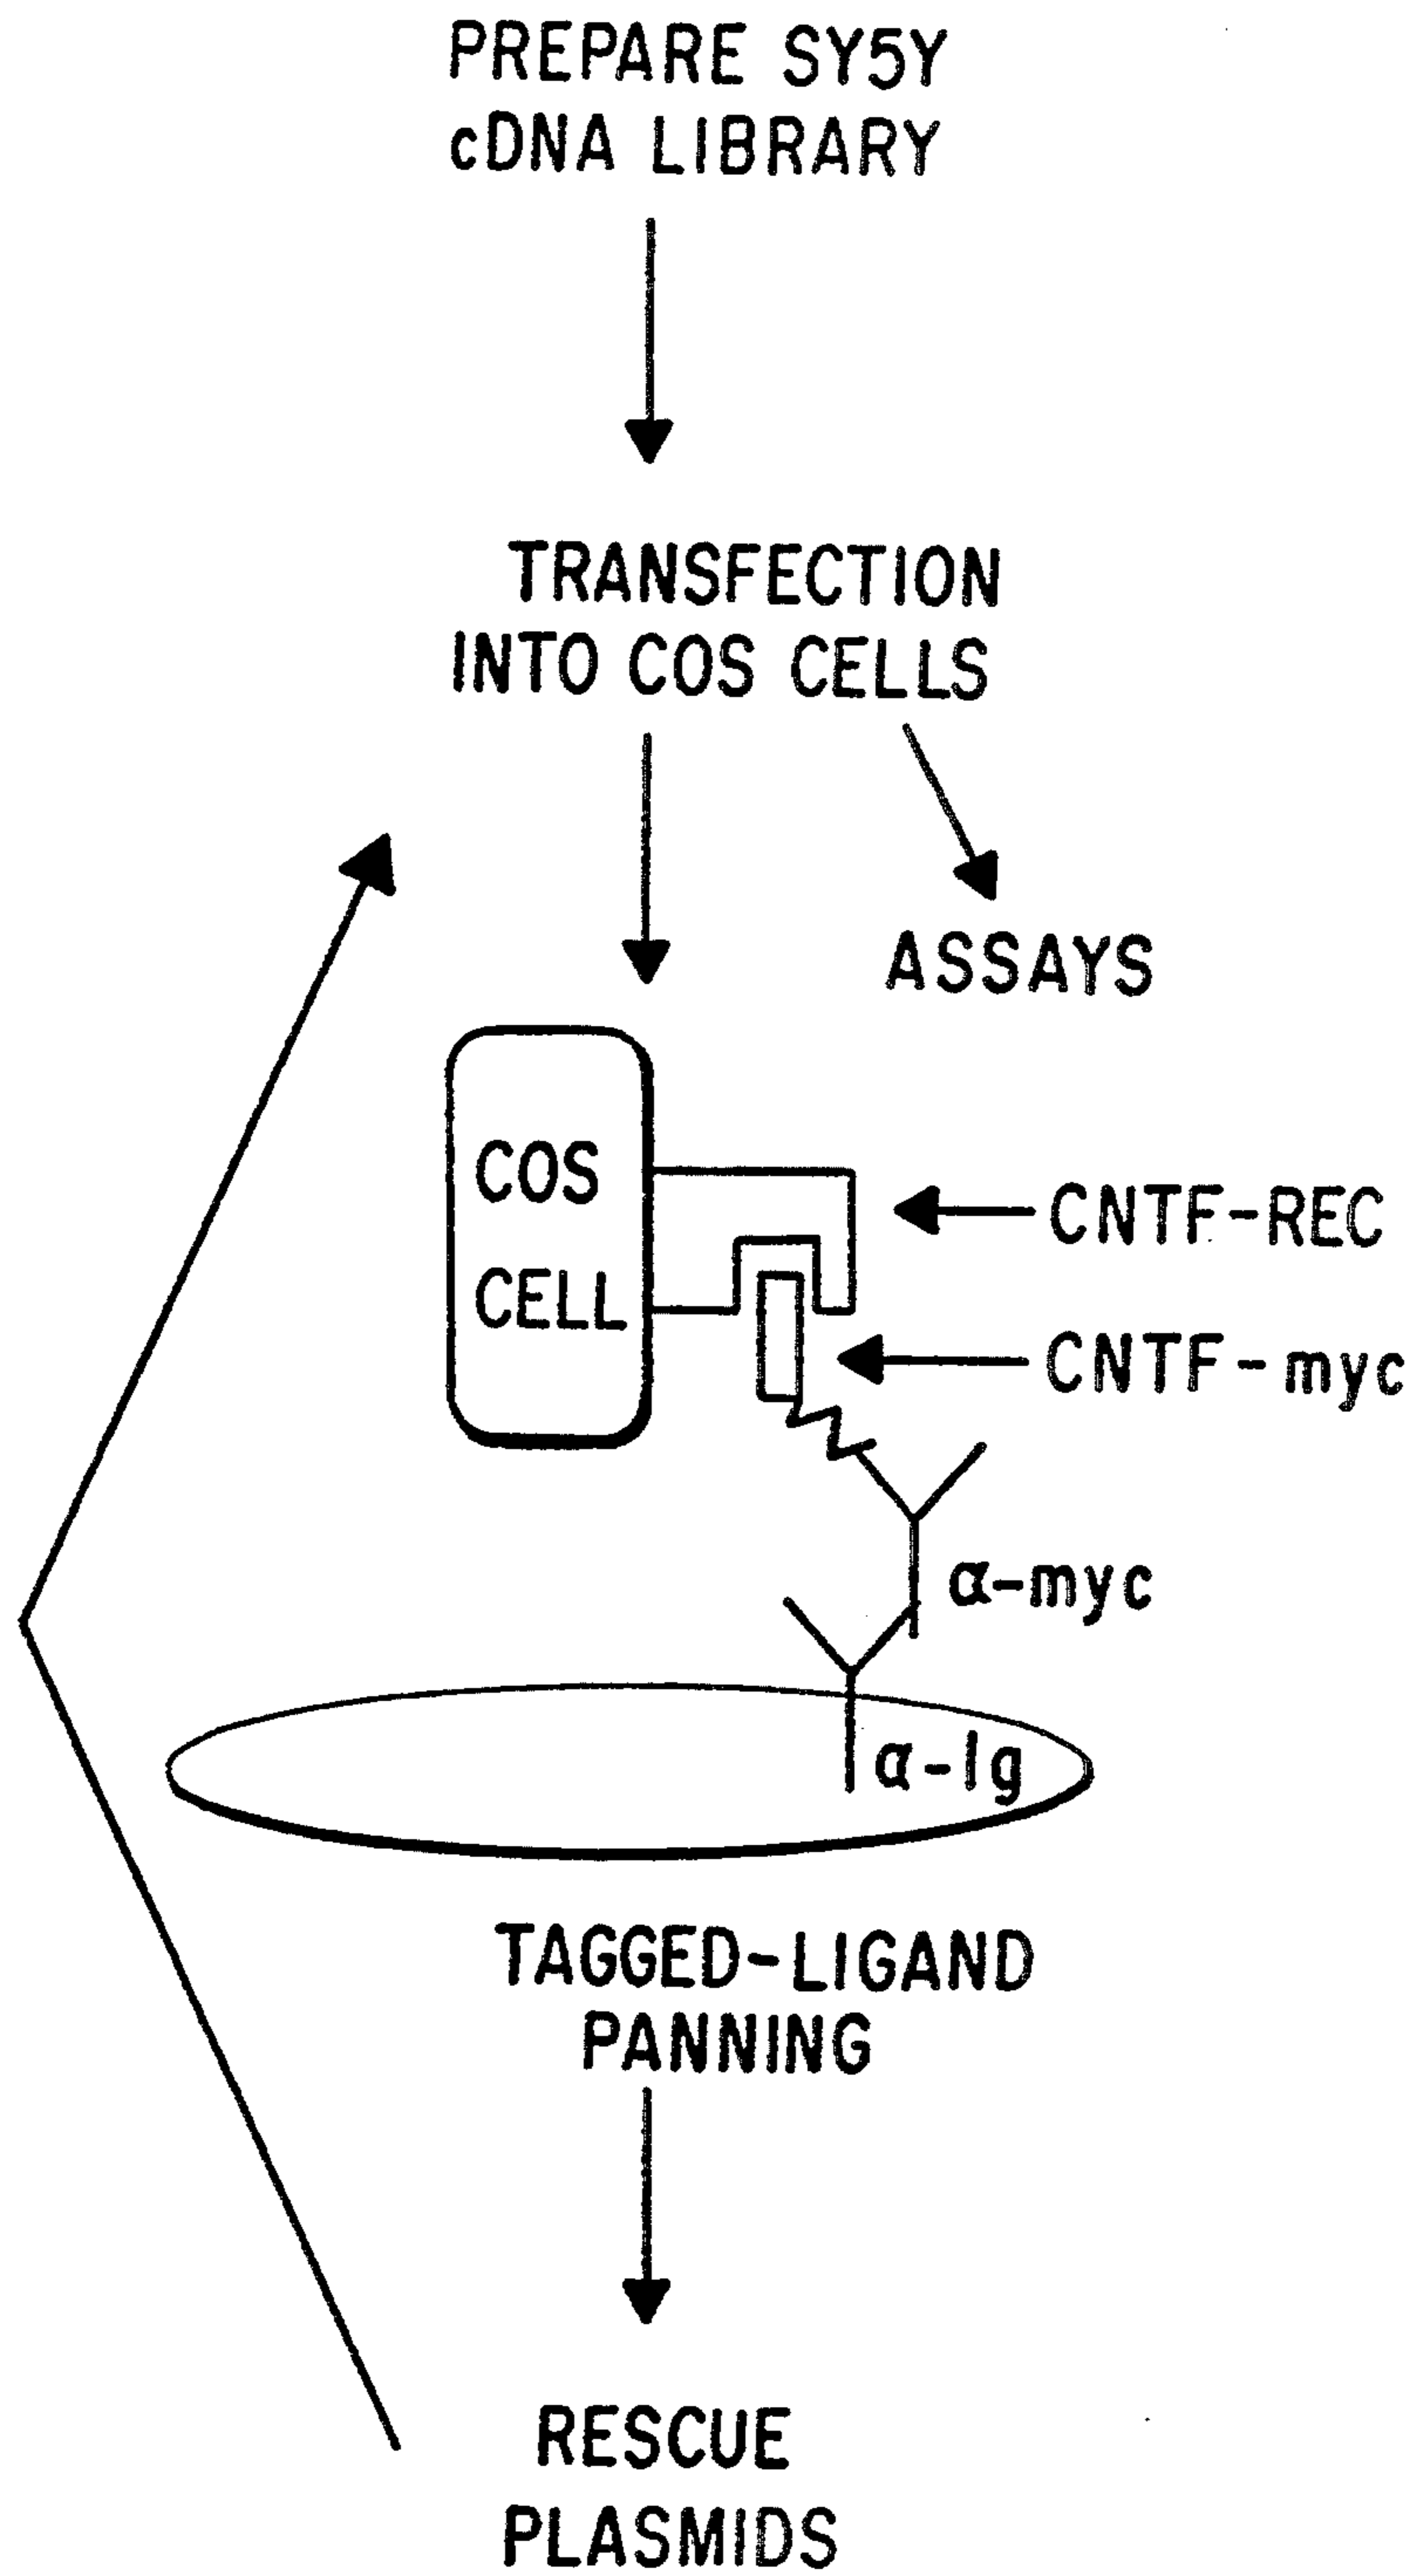 PREPARE SY5Y
cDNA LIBRARY
TRANSFECTION
INTO COS CELLS
ASSAYS
COS
CELL
CNTF-REC
CNTF-myc
α-myc
α-Ig
TAGGED-LIGAND
PANNING
RESCUE
PLASMIDS